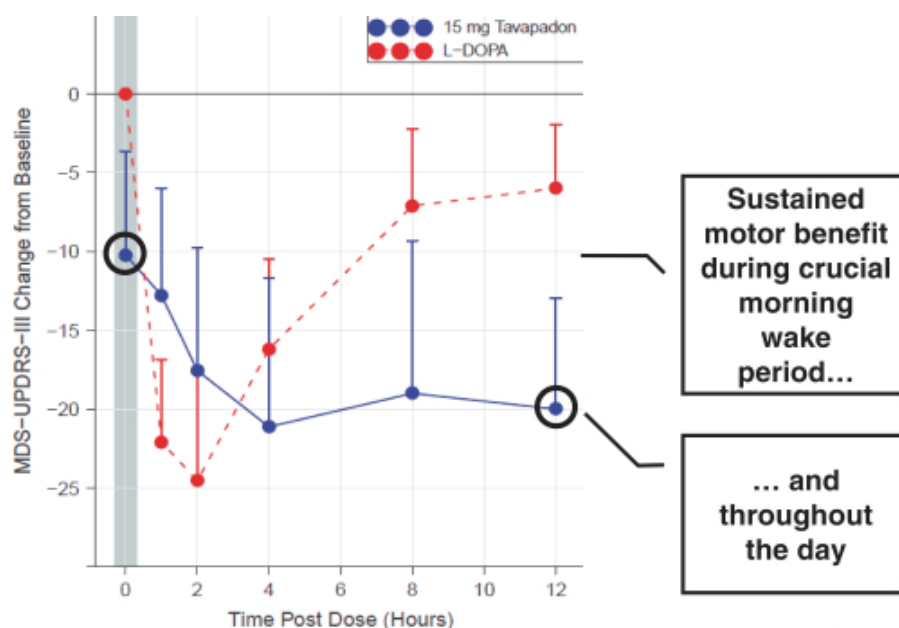 15 mg Tavapadon
L-DOPA
MDS-UPDRS-III Change from Baseline
0
-5
-10
-15
-20
-25
0
2
4
6
8
10
12
Time Post Dose (Hours)
Sustained
motor benefit
during crucial
morning
wake
period...
... and
throughout
the day